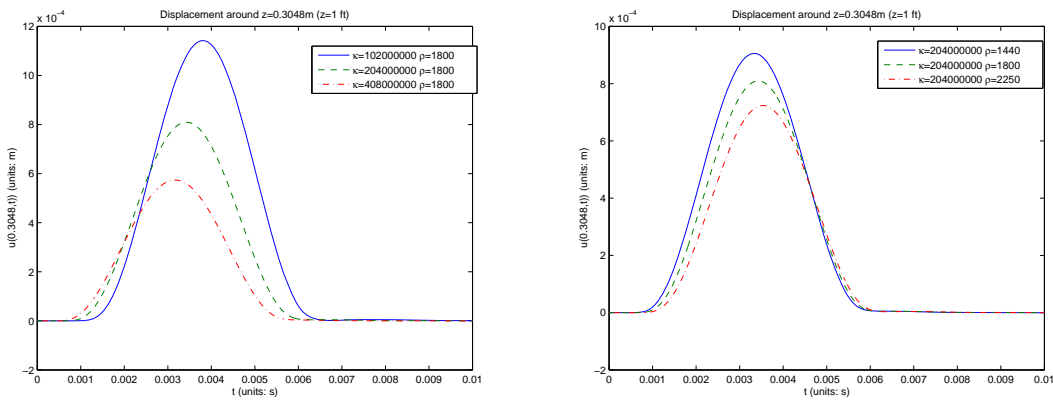 x 10⁻⁴
Displacement around z=0.3048m (z=1 ft)
12
10
8
6
4
2
0
−2
u(0.3048,t)) (units: m)
κ=102000000 ρ=1800
κ=204000000 ρ=1800
κ=408000000 ρ=1800
0 0.001 0.002 0.003 0.004 0.005 0.006 0.007 0.008 0.009 0.01
t (units: s)
x 10⁻⁴
Displacement around z=0.3048m (z=1 ft)
10
8
6
4
2
0
−2
u(0.3048,t)) (units: m)
κ=204000000 ρ=1440
κ=204000000 ρ=1800
κ=204000000 ρ=2250
0 0.001 0.002 0.003 0.004 0.005 0.006 0.007 0.008 0.009 0.01
t (units: s)